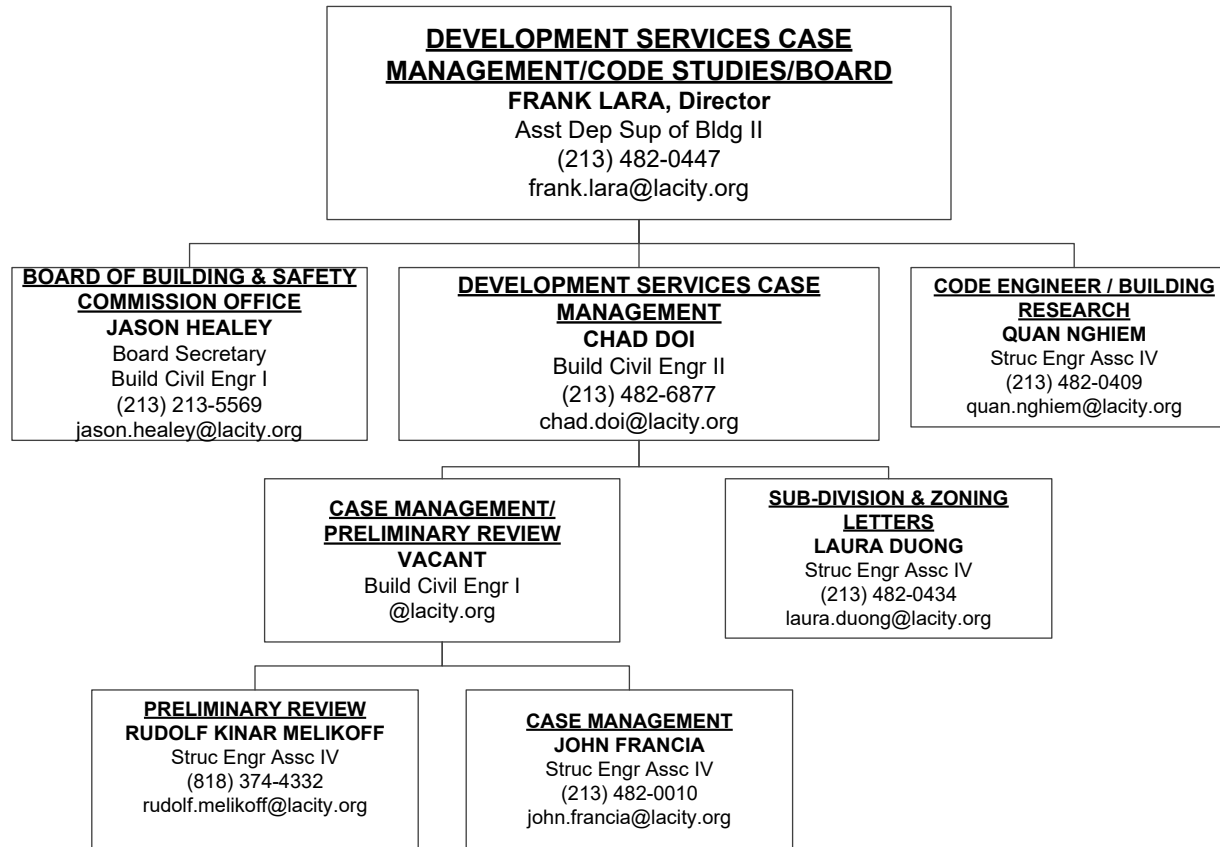 DEVELOPMENT SERVICES CASE
MANAGEMENT/CODE STUDIES/BOARD
FRANK LARA, Director
Asst Dep Sup of Bldg II
(213) 482-0447
frank.lara@lacity.org
BOARD OF BUILDING & SAFETY
COMMISSION OFFICE
JASON HEALEY
Board Secretary
Build Civil Engr I
(213) 213-5569
jason.healey@lacity.org
DEVELOPMENT SERVICES CASE
MANAGEMENT
CHAD DOI
Build Civil Engr II
(213) 482-6877
chad.doi@lacity.org
CODE ENGINEER / BUILDING
RESEARCH
QUAN NGHIEM
Struc Engr Assc IV
(213) 482-0409
quan.nghiem@lacity.org
CASE MANAGEMENT/
PRELIMINARY REVIEW
VACANT
Build Civil Engr I
@lacity.org
SUB-DIVISION & ZONING
LETTERS
LAURA DUONG
Struc Engr Assc IV
(213) 482-0434
laura.duong@lacity.org
PRELIMINARY REVIEW
RUDOLF KINAR MELIKOFF
Struc Engr Assc IV
(818) 374-4332
rudolf.melikoff@lacity.org
CASE MANAGEMENT
JOHN FRANCIA
Struc Engr Assc IV
(213) 482-0010
john.francia@lacity.org